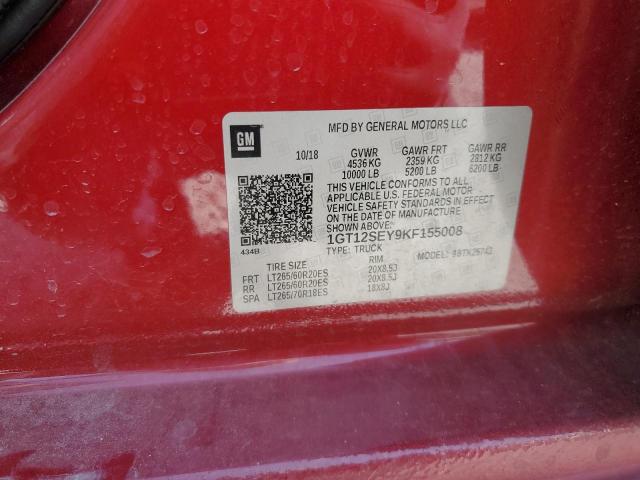 GM
MFD BY GENERAL MOTORS LLC
10/18 GVWR GAWR FRT GAWR RR
4536 KG 2359 KG 2812 KG
10000 LB 5200 LB 6200 LB
THIS VEHICLE CONFORMS TO ALL
APPLICABLE U.S. FEDERAL MOTOR
VEHICLE SAFETY STANDARDS IN EFFECT
ON THE DATE OF MANUFACTURE
SHOWN ABOVE.
1GT12SEY9KF155008
434B TYPE: TRUCK MODEL:
TIRE SIZE RIM
FRT LT265/60R20ES 20X8.5J
RR LT265/60R20ES 20X8.5J
SPA LT265/70R18ES 18X8J